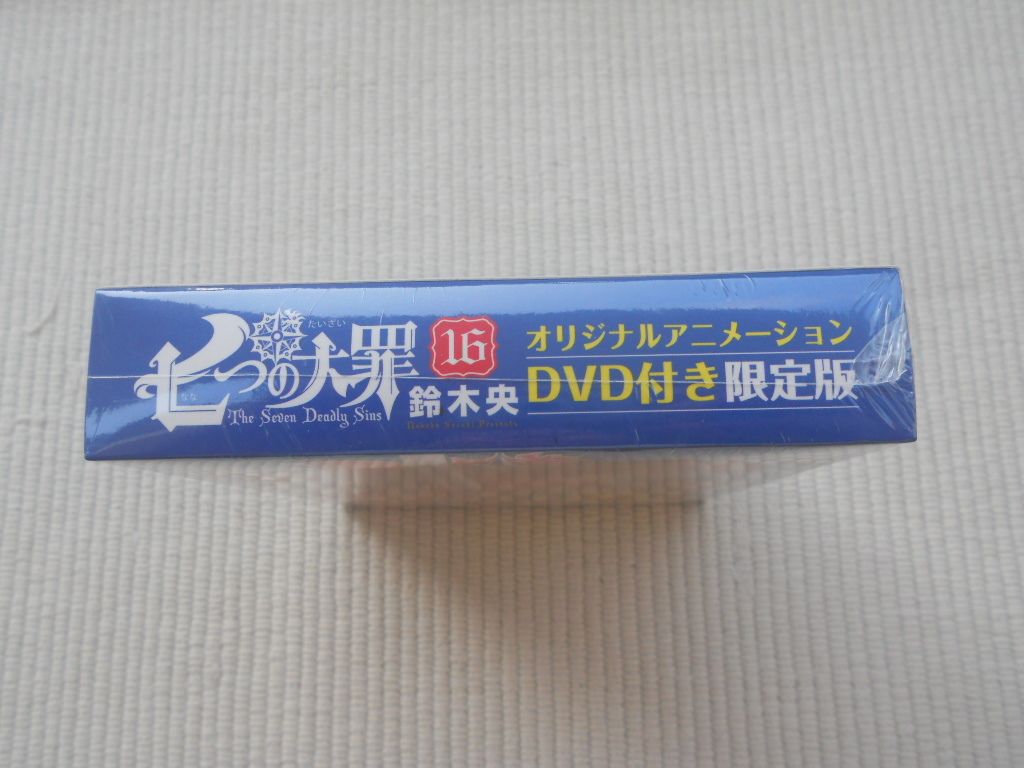 七つの大罪
たいざい
なな
The Seven Deadly Sins
16
鈴木央
Nakaba Suzuki Presents
オリジナルアニメーション
DVD付き限定版